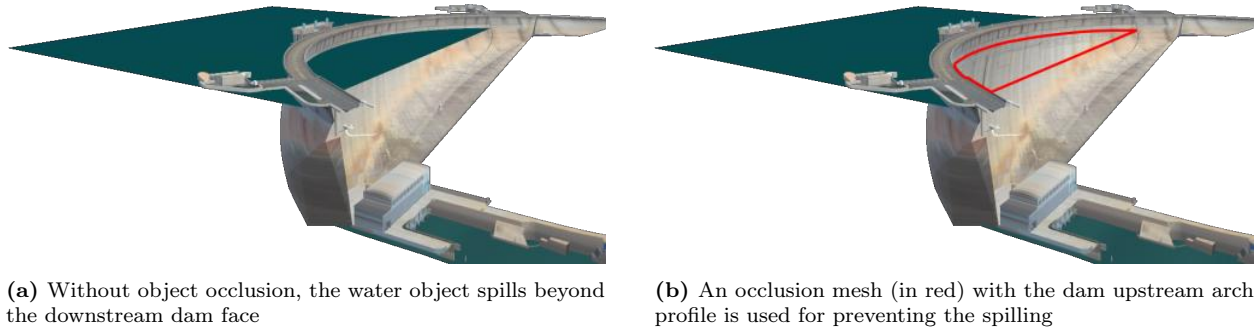 (a) Without object occlusion, the water object spills beyond
the downstream dam face
(b) An occlusion mesh (in red) with the dam upstream arch
profile is used for preventing the spilling